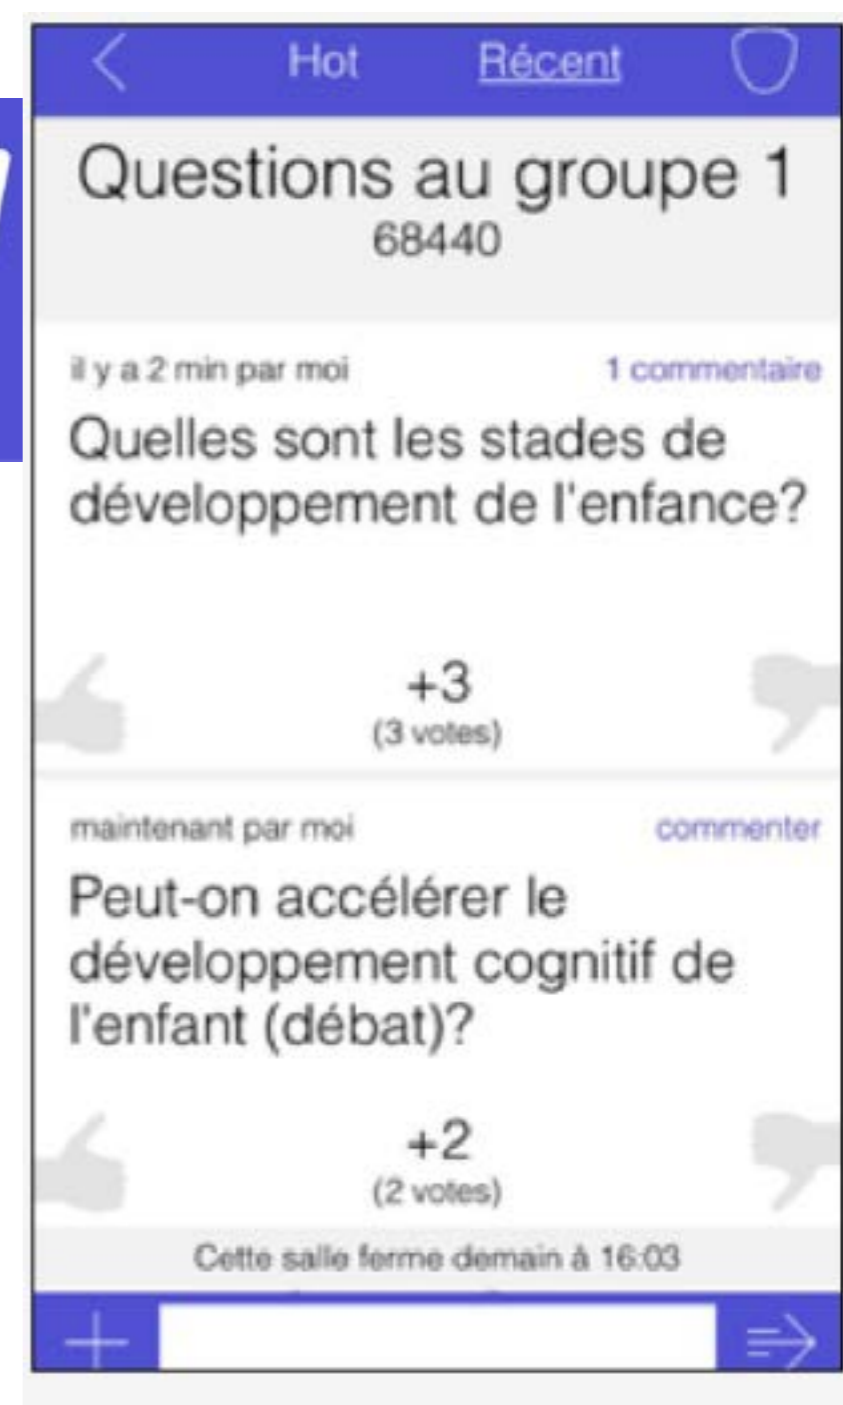 Hot Récent
Questions au groupe 1
68440
il y a 2 min par moi 1 commentaire
Quelles sont les stades de
développement de l'enfance?
+3
(3 votes)
maintenant par moi commenter
Peut-on accélérer le
développement cognitif de
l'enfant (débat)?
+2
(2 votes)
Cette salle ferme demain à 16:03